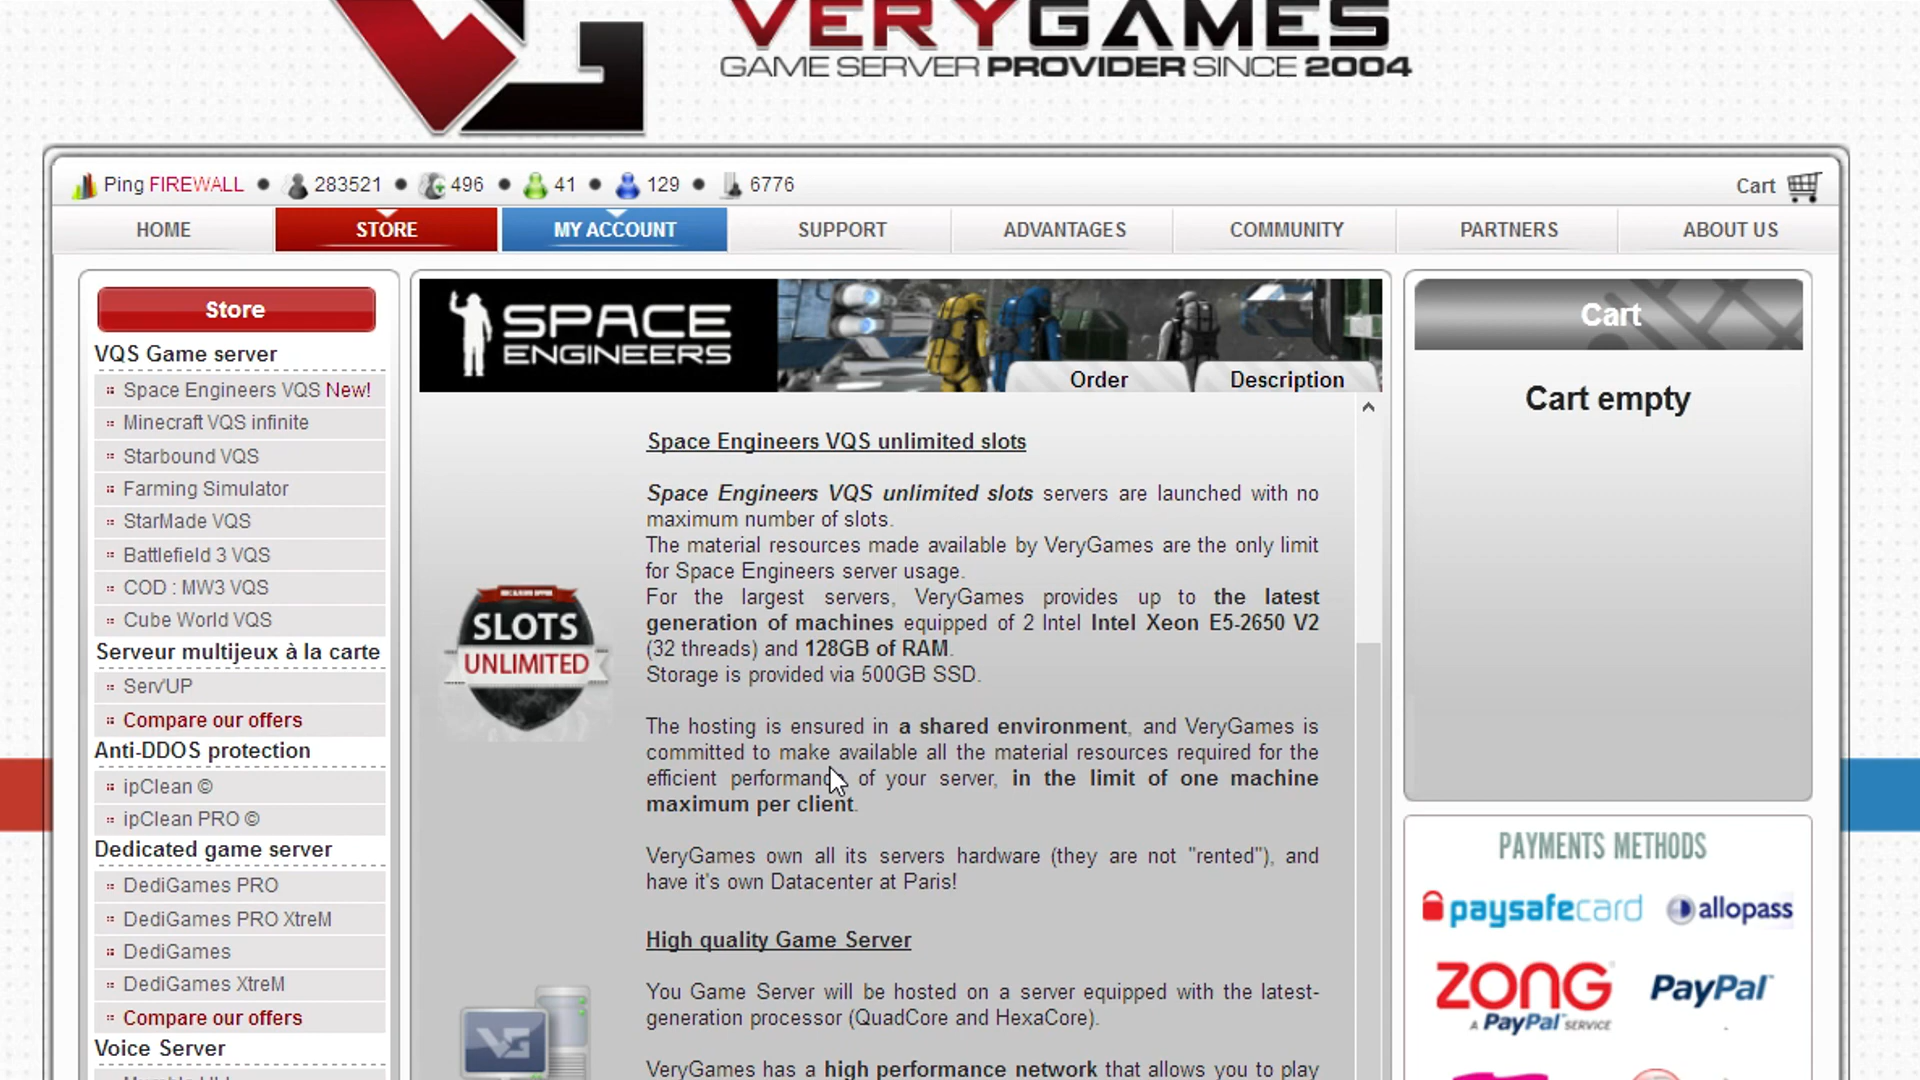 VERYGAMES
GAME SERVER PROVIDER SINCE 2004
Ping FIREWALL ● 283521 ● 496 ● 41 ● 129 ● 6776
Cart
HOME
STORE
MY ACCOUNT
SUPPORT
ADVANTAGES
COMMUNITY
PARTNERS
ABOUT US
Store
VQS Game server
Space Engineers VQS New!
Minecraft VQS infinite
Starbound VQS
Farming Simulator
StarMade VQS
Battlefield 3 VQS
COD : MW3 VQS
Cube World VQS
Serveur multijeux à la carte
Serv'UP
Compare our offers
Anti-DDOS protection
ipClean ©
ipClean PRO ©
Dedicated game server
DediGames PRO
DediGames PRO XtreM
DediGames
DediGames XtreM
Compare our offers
Voice Server
SPACE
ENGINEERS
Order
Description
Space Engineers VQS unlimited slots
Space Engineers VQS unlimited slots servers are launched with no
maximum number of slots.
The material resources made available by VeryGames are the only limit
for Space Engineers server usage.
For the largest servers, VeryGames provides up to the latest
generation of machines equipped of 2 Intel Intel Xeon E5-2650 V2
(32 threads) and 128GB of RAM.
Storage is provided via 500GB SSD.
SLOTS
UNLIMITED
The hosting is ensured in a shared environment, and VeryGames is
committed to make available all the material resources required for the
efficient performance of your server, in the limit of one machine
maximum per client.
VeryGames own all its servers hardware (they are not "rented"), and
have it's own Datacenter at Paris!
High quality Game Server
You Game Server will be hosted on a server equipped with the latest-
generation processor (QuadCore and HexaCore).
VeryGames has a high performance network that allows you to play
VG
Cart
Cart empty
PAYMENTS METHODS
paysafecard
allopass
ZONG
A PayPal SERVICE
PayPal